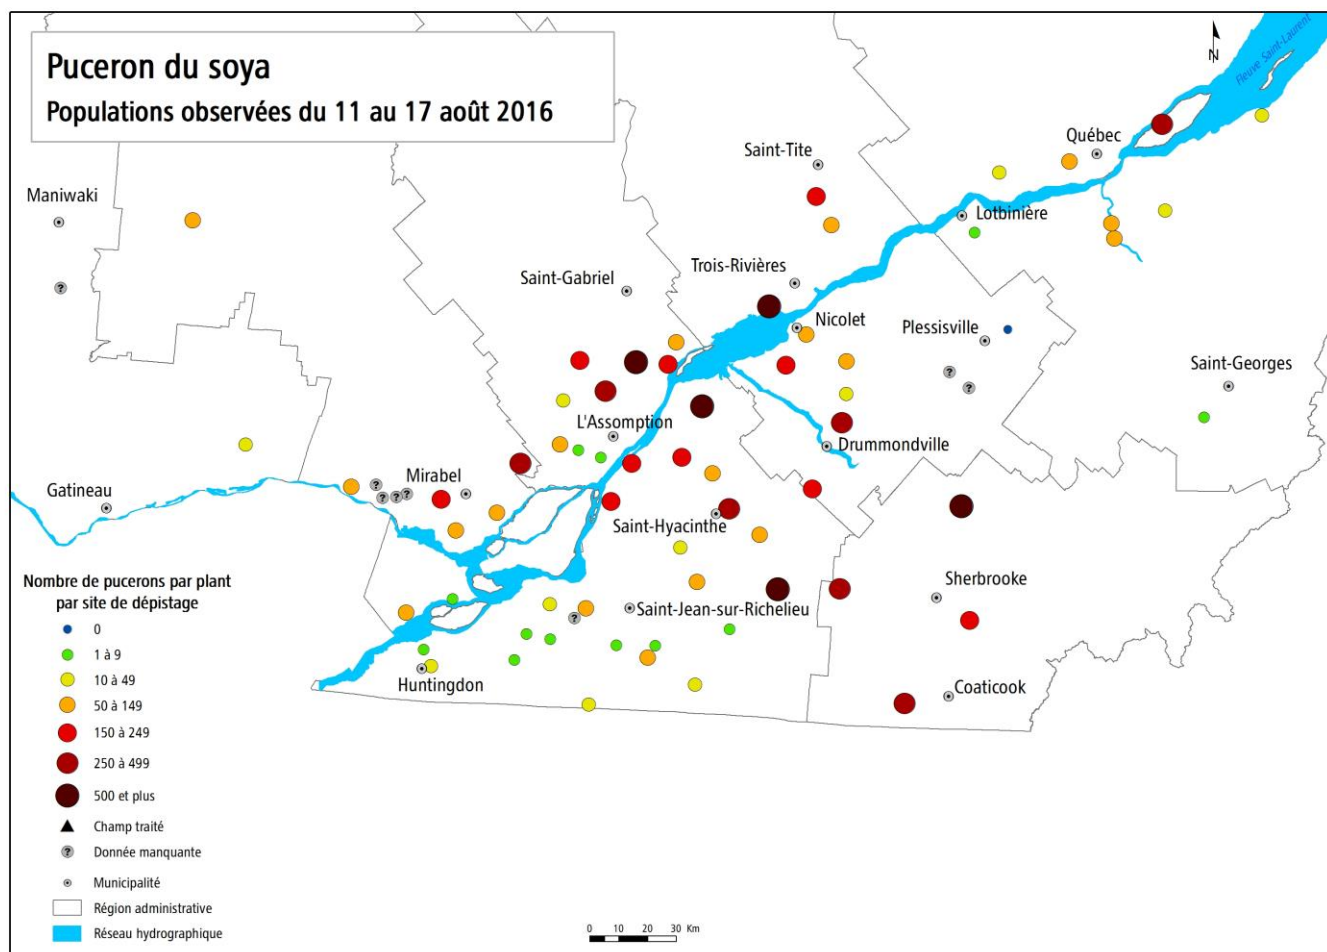 Puceron du soya
Populations observées du 11 au 17 août 2016
N
Fleuve Saint-Laurent
Québec
Saint-Tite
Maniwaki
Lotbinière
Trois-Rivières
Saint-Gabriel
Nicolet
Plessisville
Saint-Georges
L'Assomption
Drummondville
Mirabel
Gatineau
Saint-Hyacinthe
Sherbrooke
Saint-Jean-sur-Richelieu
Huntingdon
Coaticook
Nombre de pucerons par plant
par site de dépistage
0
1 à 9
10 à 49
50 à 149
150 à 249
250 à 499
500 et plus
Champ traité
? Donnée manquante
Municipalité
Région administrative
Réseau hydrographique
0 10 20 30 Km